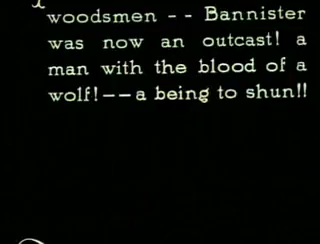 woodsmen -- Bannister
was now an outcast! a
man with the blood of a
wolf!--a being to shun!!